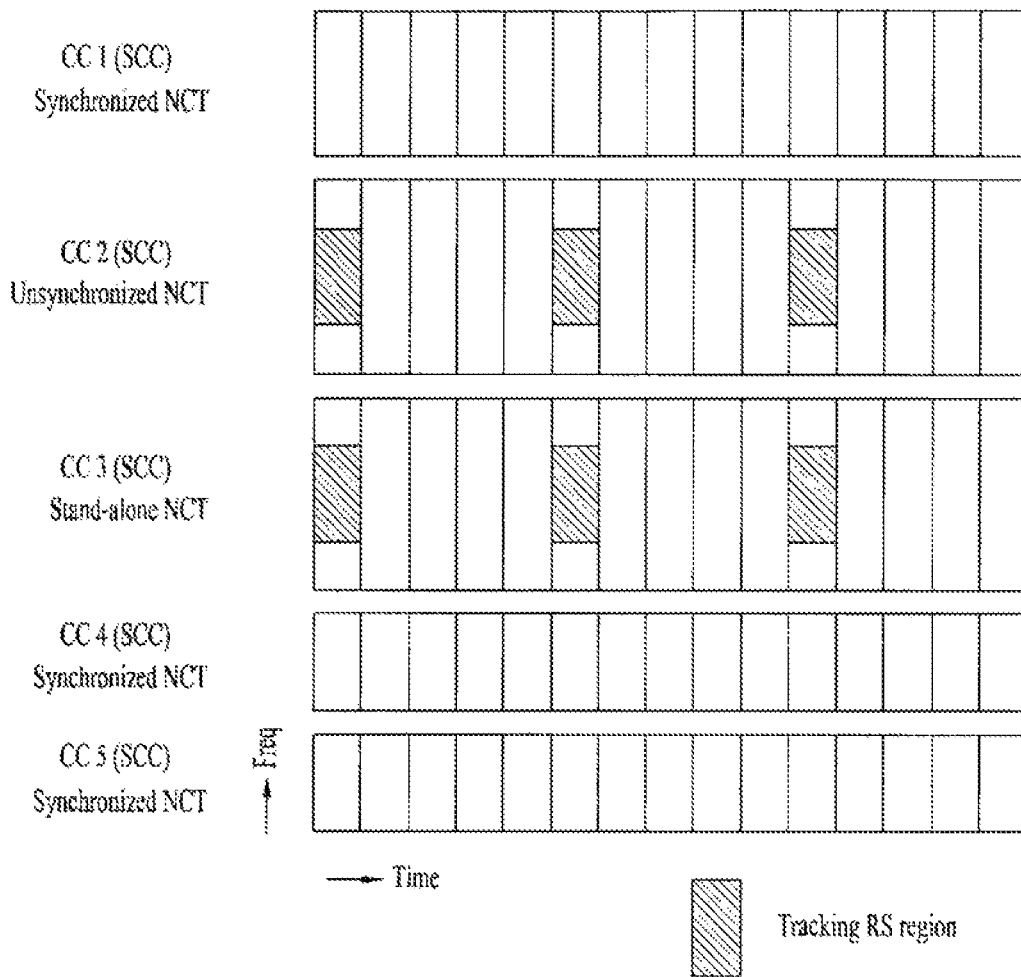 CC 1 (SCC)
Synchronized NCT
CC 2 (SCC)
Unsynchronized NCT
CC 3 (SCC)
Stand-alone NCT
CC 4 (SCC)
Synchronized NCT
CC 5 (SCC)
Synchronized NCT
Freq
Time
Tracking RS region